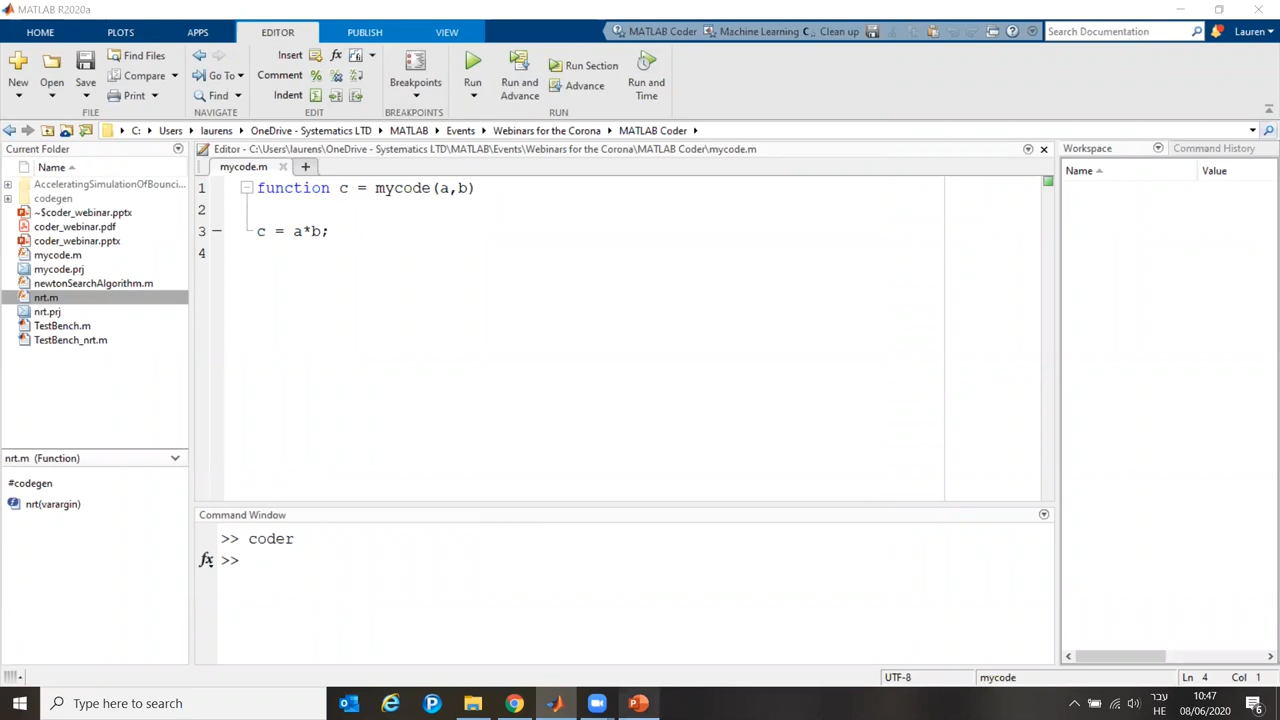 MATLAB R2020a
HOME PLOTS APPS EDITOR PUBLISH VIEW MATLAB Coder Machine Learning Clean up Search Documentation Lauren
New Open Save Find Files Compare Print
Go To Find
Insert Comment Indent
Breakpoints Run Run and Advance Run Section Advance Run and Time
FILE NAVIGATE EDIT BREAKPOINTS RUN
C: Users laurens OneDrive - Systematics LTD MATLAB Events Webinars for the Corona MATLAB Coder
Current Folder
Name
AcceleratingSimulationOfBounci...
codegen
~$coder_webinar.pptx
coder_webinar.pdf
coder_webinar.pptx
mycode.m
mycode.prj
newtonSearchAlgorithm.m
nrt.m
nrt.prj
TestBench.m
TestBench_nrt.m
nrt.m (Function)
#codegen
nrt(varargin)
Editor - C:\Users\laurens\OneDrive - Systematics LTD\MATLAB\Events\Webinars for the Corona\MATLAB Coder\mycode.m
mycode.m
1 function c = mycode(a,b)
2
3 c = a*b;
4
Command Window
>> coder
fx >>
Workspace Command History
Name Value
UTF-8 mycode Ln 4 Col 1
Type here to search
עבר 10:47
HE 08/06/2020 6